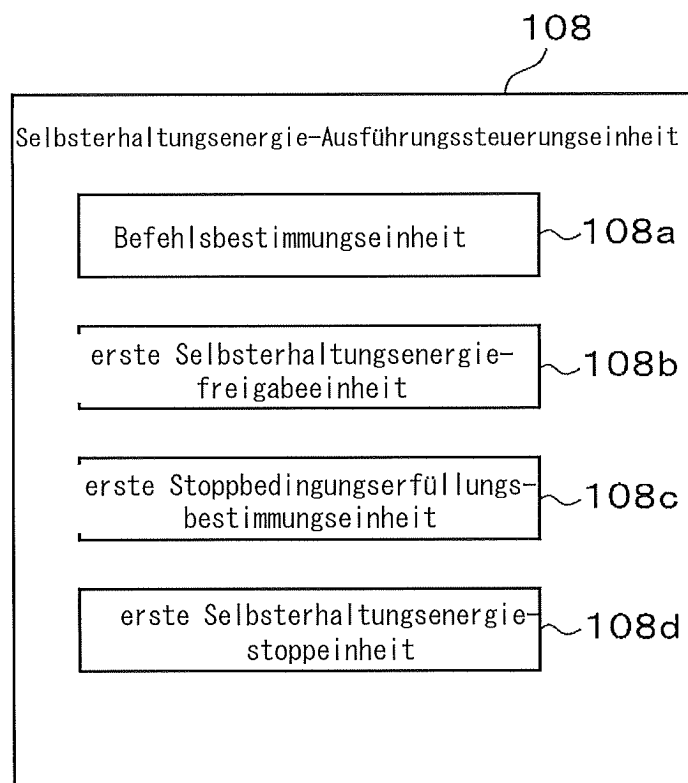 108
Selbsterhaltungsenergie-Ausführungssteuerungseinheit
Befehlsbestimmungseinheit
108a
erste Selbsterhaltungsenergie-
freigabeeinheit
108b
erste Stoppbedingungserfüllungs-
bestimmungseinheit
108c
erste Selbsterhaltungsenergie-
stoppeinheit
108d